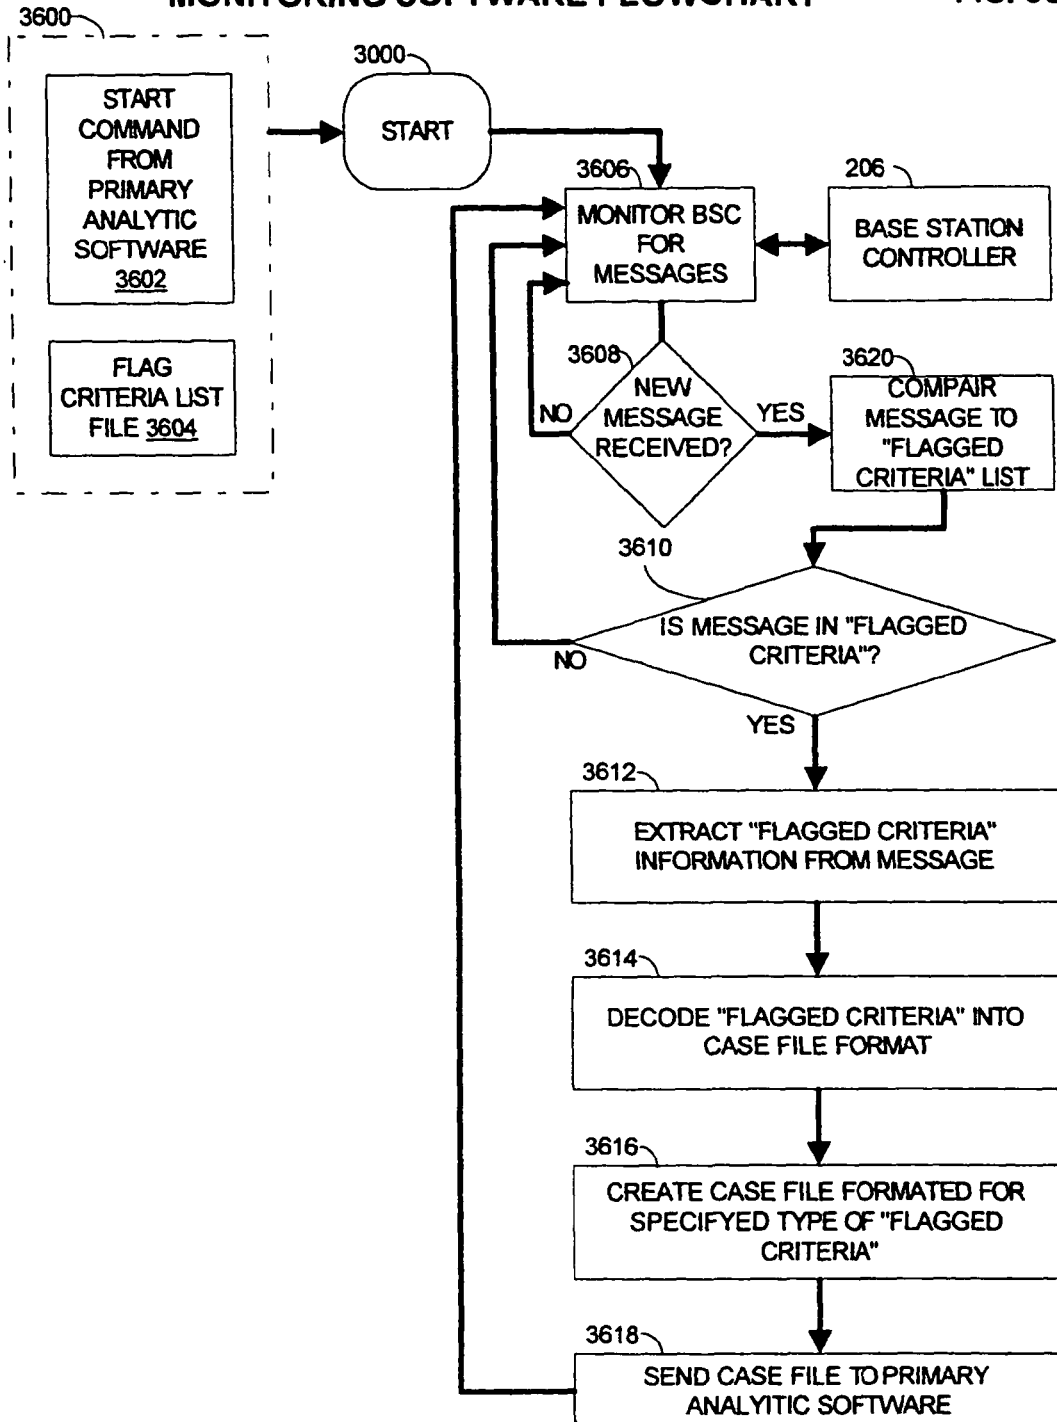 MONITORING SOFTWARE FLOWCHART
3600
3000
START
COMMAND
FROM
PRIMARY
ANALYTIC
SOFTWARE
3602
FLAG
CRITERIA LIST
FILE 3604
START
3606
MONITOR BSC
FOR
MESSAGES
206
BASE STATION
CONTROLLER
3608
NEW
MESSAGE
RECEIVED?
NO
YES
3620
COMPAIR
MESSAGE TO
"FLAGGED
CRITERIA" LIST
3610
IS MESSAGE IN "FLAGGED
CRITERIA"?
NO
YES
3612
EXTRACT "FLAGGED CRITERIA"
INFORMATION FROM MESSAGE
3614
DECODE "FLAGGED CRITERIA" INTO
CASE FILE FORMAT
3616
CREATE CASE FILE FORMATED FOR
SPECIFYED TYPE OF "FLAGGED
CRITERIA"
3618
SEND CASE FILE TO PRIMARY
ANALYITIC SOFTWARE